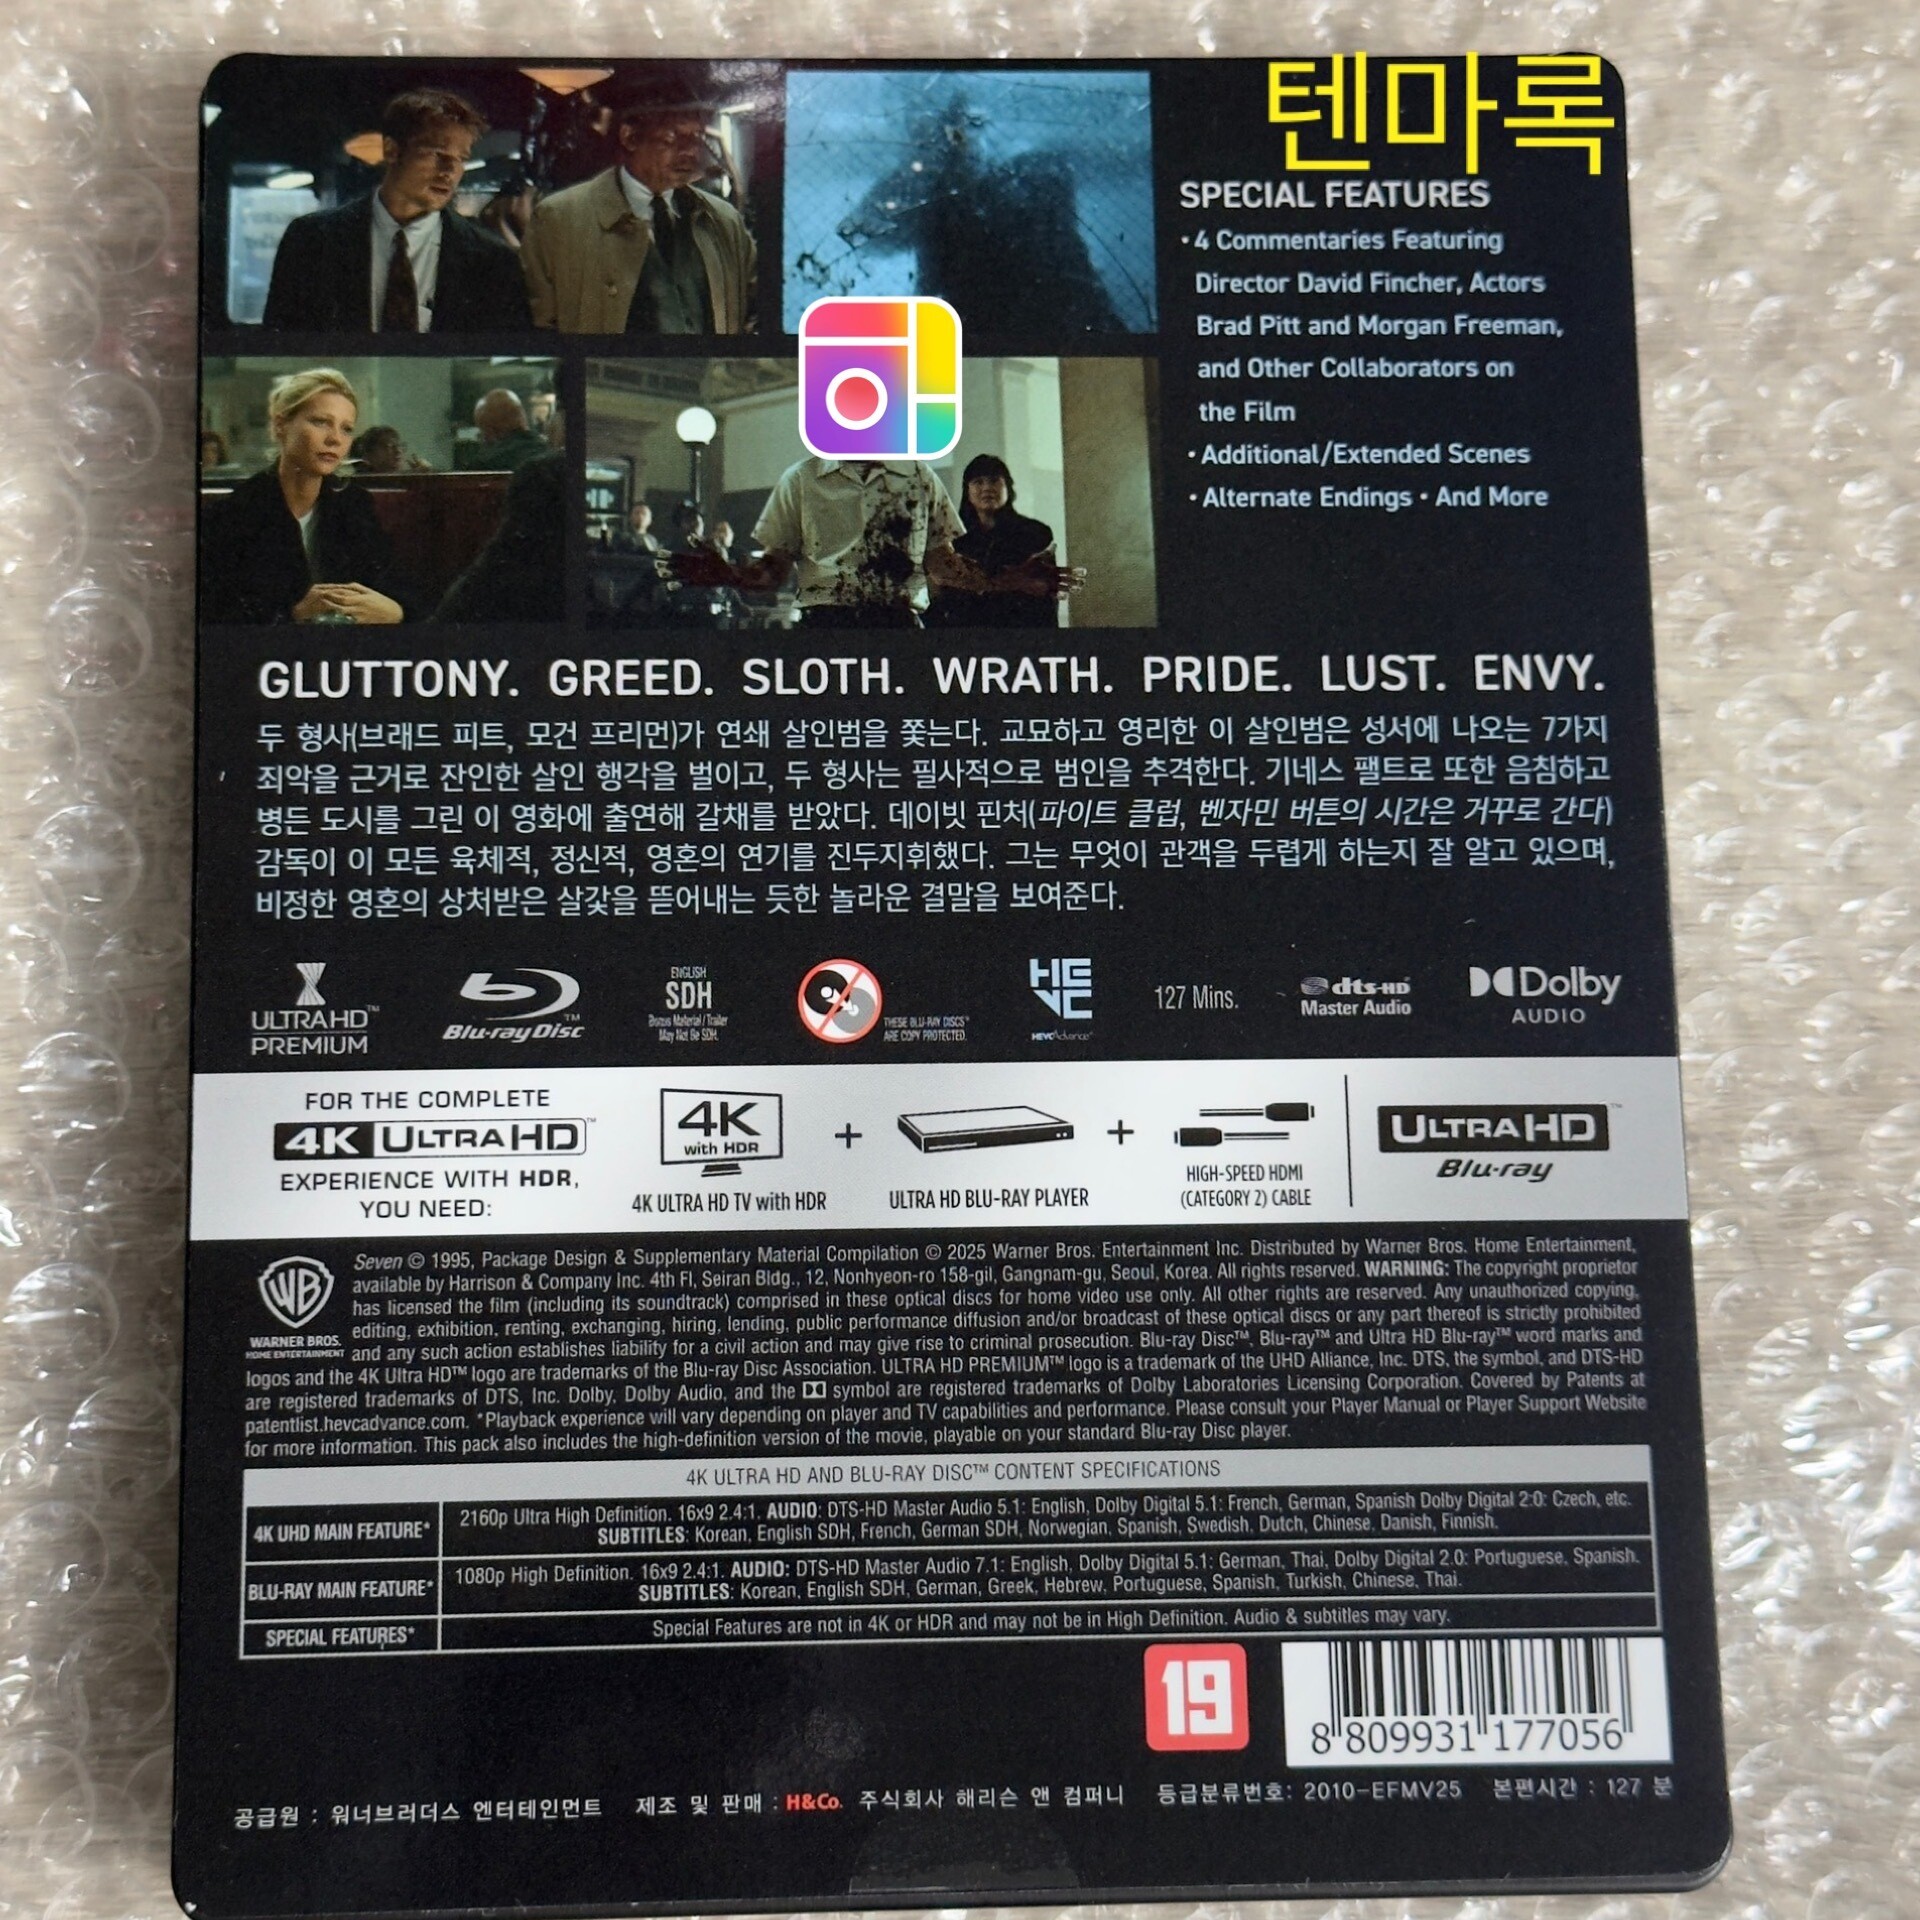 텐마록
SPECIAL FEATURES
• 4 Commentaries Featuring
Director David Fincher, Actors
Brad Pitt and Morgan Freeman,
and Other Collaborators on
the Film
• Additional/Extended Scenes
• Alternate Endings • And More
GLUTTONY. GREED. SLOTH. WRATH. PRIDE. LUST. ENVY.
두 형사(브래드 피트, 모건 프리먼)가 연쇄 살인범을 쫓는다. 교묘하고 영리한 이 살인범은 성서에 나오는 7가지
죄악을 근거로 잔인한 살인 행각을 벌이고, 두 형사는 필사적으로 범인을 추격한다. 기네스 팰트로 또한 음침하고
병든 도시를 그린 이 영화에 출연해 갈채를 받았다. 데이빗 핀처(파이트 클럽, 벤자민 버튼의 시간은 거꾸로 간다)
감독이 이 모든 육체적, 정신적, 영혼의 연기를 진두지휘했다. 그는 무엇이 관객을 두렵게 하는지 잘 알고 있으며,
비정한 영혼의 상처받은 살갗을 뜯어내는 듯한 놀라운 결말을 보여준다.
ULTRA HD™
PREMIUM
Blu-ray Disc™
ENGLISH
SDH
Bonus Material/Trailer
May Not Be SDH.
THESE BLU-RAY DISCS™
ARE COPY PROTECTED.
HEVC
HEVC Advance™
127 Mins.
dts-HD
Master Audio
Dolby
AUDIO
FOR THE COMPLETE
4K ULTRA HD™
EXPERIENCE WITH HDR,
YOU NEED:
4K
with HDR
4K ULTRA HD TV with HDR
+
ULTRA HD BLU-RAY PLAYER
+
HIGH-SPEED HDMI
(CATEGORY 2) CABLE
ULTRA HD™
Blu-ray
WB
WARNER BROS.
HOME ENTERTAINMENT
Seven © 1995, Package Design & Supplementary Material Compilation © 2025 Warner Bros. Entertainment Inc. Distributed by Warner Bros. Home Entertainment,
available by Harrison & Company Inc. 4th Fl, Seiran Bldg., 12, Nonhyeon-ro 158-gil, Gangnam-gu, Seoul, Korea. All rights reserved. WARNING: The copyright proprietor
has licensed the film (including its soundtrack) comprised in these optical discs for home video use only. All other rights are reserved. Any unauthorized copying,
editing, exhibition, renting, exchanging, hiring, lending, public performance diffusion and/or broadcast of these optical discs or any part thereof is strictly prohibited
and any such action establishes liability for a civil action and may give rise to criminal prosecution. Blu-ray Disc™, Blu-ray™ and Ultra HD Blu-ray™ word marks and
logos and the 4K Ultra HD™ logo are trademarks of the Blu-ray Disc Association. ULTRA HD PREMIUM™ logo is a trademark of the UHD Alliance, Inc. DTS, the symbol, and DTS-HD
are registered trademarks of DTS, Inc. Dolby, Dolby Audio, and the symbol are registered trademarks of Dolby Laboratories Licensing Corporation. Covered by Patents at
patentlist.hevcadvance.com. *Playback experience will vary depending on player and TV capabilities and performance. Please consult your Player Manual or Player Support Website
for more information. This pack also includes the high-definition version of the movie, playable on your standard Blu-ray Disc player.
4K ULTRA HD AND BLU-RAY DISC™ CONTENT SPECIFICATIONS
4K UHD MAIN FEATURE*
2160p Ultra High Definition. 16x9 2.4:1. AUDIO: DTS-HD Master Audio 5.1: English, Dolby Digital 5.1: French, German, Spanish Dolby Digital 2:0: Czech, etc.
SUBTITLES: Korean, English SDH, French, German SDH, Norwegian, Spanish, Swedish, Dutch, Chinese, Danish, Finnish.
BLU-RAY MAIN FEATURE*
1080p High Definition. 16x9 2.4:1. AUDIO: DTS-HD Master Audio 7.1: English, Dolby Digital 5.1: German, Thai, Dolby Digital 2.0: Portuguese, Spanish.
SUBTITLES: Korean, English SDH, German, Greek, Hebrew, Portuguese, Spanish, Turkish, Chinese, Thai.
SPECIAL FEATURES*
Special Features are not in 4K or HDR and may not be in High Definition. Audio & subtitles may vary.
19
8 809931 177056
공급원 : 워너브러더스 엔터테인먼트 제조 및 판매 : H&Co. 주식회사 해리슨 앤 컴퍼니 등급분류번호: 2010-EFMV25 본편시간 : 127 분